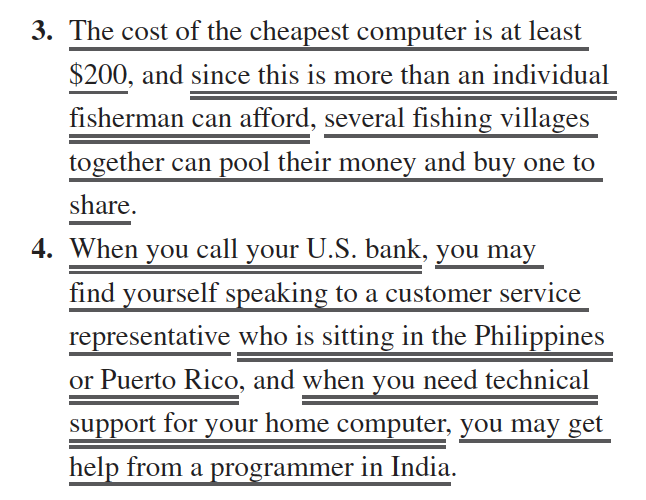 3. The cost of the cheapest computer is at least
$200, and since this is more than an individual
fisherman can afford, several fishing villages
together can pool their money and buy one to
share.
4. When you call your U.S. bank, you may
find yourself speaking to a customer service
representative who is sitting in the Philippines
or Puerto Rico, and when you need technical
support for your home computer, you may get
help from a programmer in India.